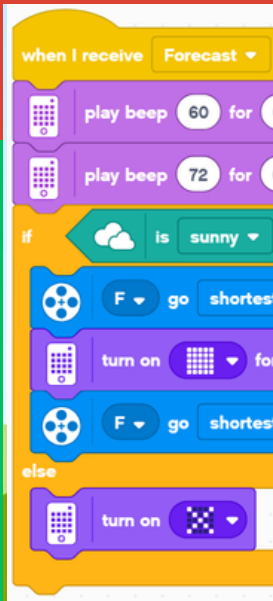 when I receive Forecast
play beep 60 for
play beep 72 for
if is sunny
F go shortest
turn on for
F go shortest
else
turn on